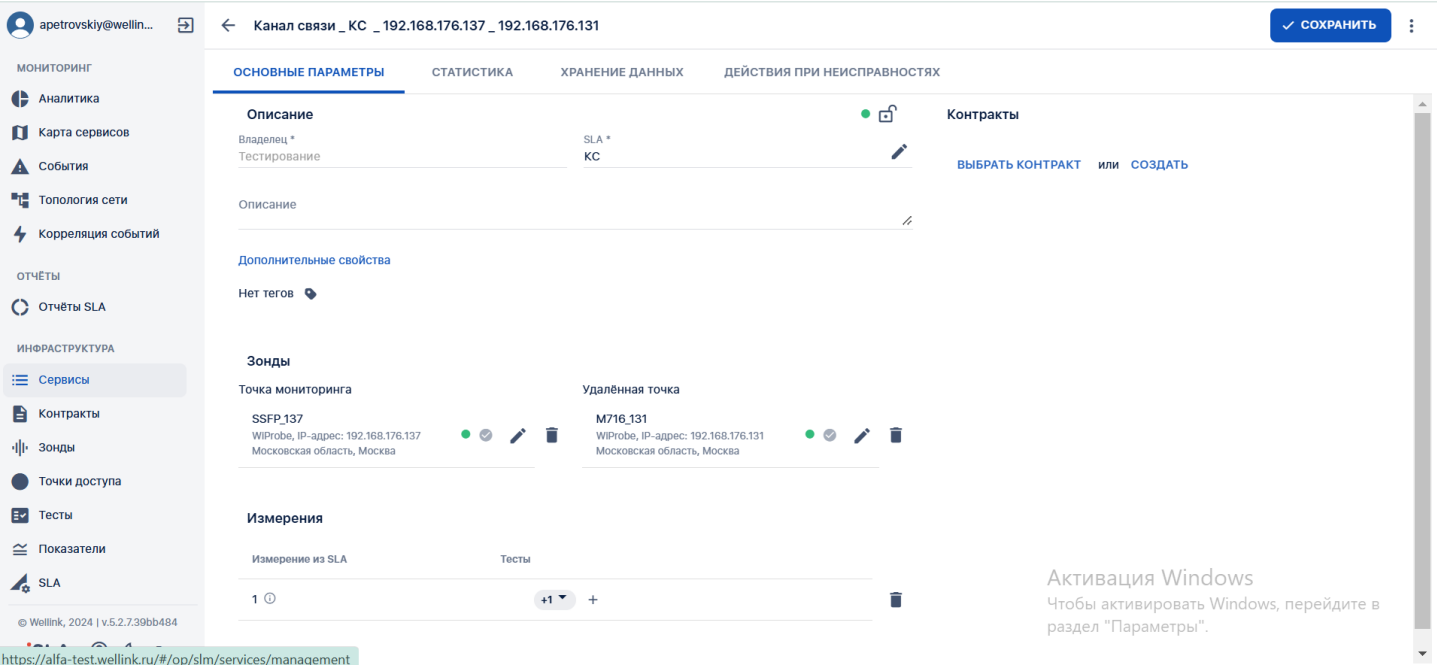 apetrovskiy@wellin...
Канал связи _ КС _ 192.168.176.137 _ 192.168.176.131
СОХРАНИТЬ
МОНИТОРИНГ
Аналитика
Карта сервисов
События
Топология сети
Корреляция событий
ОТЧЁТЫ
Отчёты SLA
ИНФРАСТРУКТУРА
Сервисы
Контракты
Зонды
Точки доступа
Тесты
Показатели
SLA
© Wellink, 2024 | v.5.2.7.39bb484
https://alfa-test.wellink.ru/#/op/slm/services/management
ОСНОВНЫЕ ПАРАМЕТРЫ СТАТИСТИКА ХРАНЕНИЕ ДАННЫХ ДЕЙСТВИЯ ПРИ НЕИСПРАВНОСТЯХ
Описание
Владелец * SLA *
Тестирование КС
Описание
Дополнительные свойства
Нет тегов
Контракты
ВЫБРАТЬ КОНТРАКТ или СОЗДАТЬ
Зонды
Точка мониторинга
SSFP_137
WiProbe, IP-адрес: 192.168.176.137
Московская область, Москва
Удалённая точка
M716_131
WiProbe, IP-адрес: 192.168.176.131
Московская область, Москва
Измерения
Измерение из SLA Тесты
1 +1 +
Активация Windows
Чтобы активировать Windows, перейдите в
раздел "Параметры".